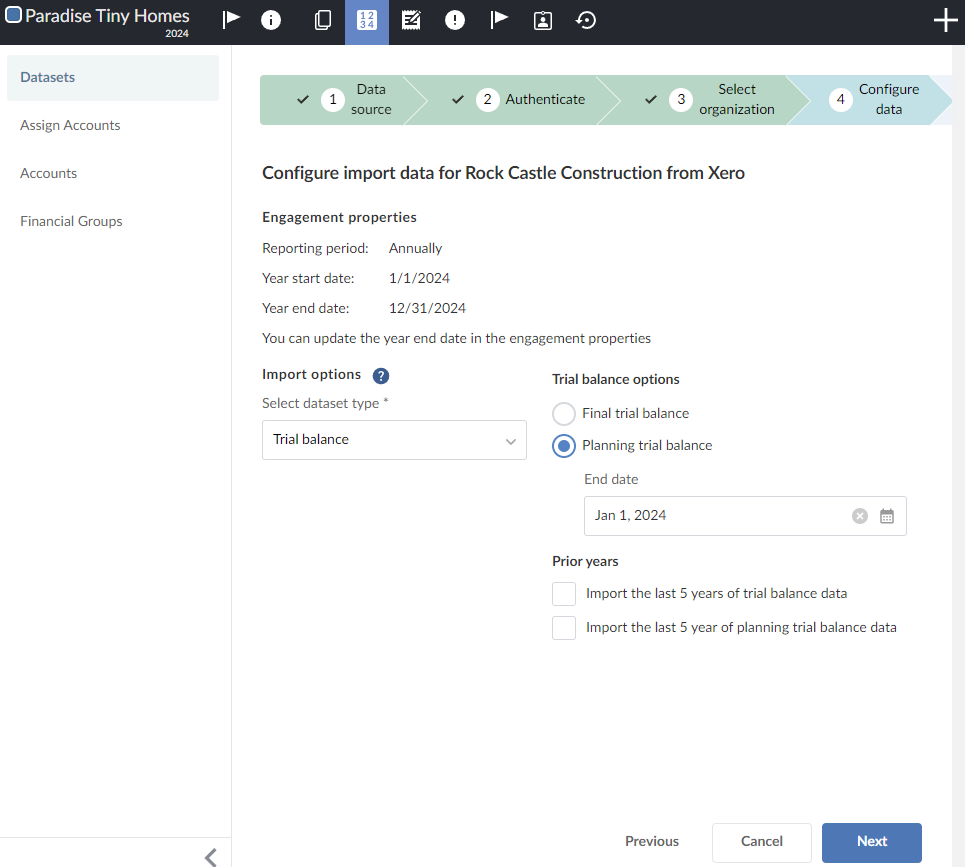 Paradise Tiny Homes
2024
1 2
3 4
Datasets
Assign Accounts
Accounts
Financial Groups
1 Data source
2 Authenticate
3 Select organization
4 Configure data
Configure import data for Rock Castle Construction from Xero
Engagement properties
Reporting period: Annually
Year start date: 1/1/2024
Year end date: 12/31/2024
You can update the year end date in the engagement properties
Import options ?
Select dataset type *
Trial balance
Trial balance options
Final trial balance
Planning trial balance
End date
Jan 1, 2024
Prior years
Import the last 5 years of trial balance data
Import the last 5 year of planning trial balance data
Previous
Cancel
Next